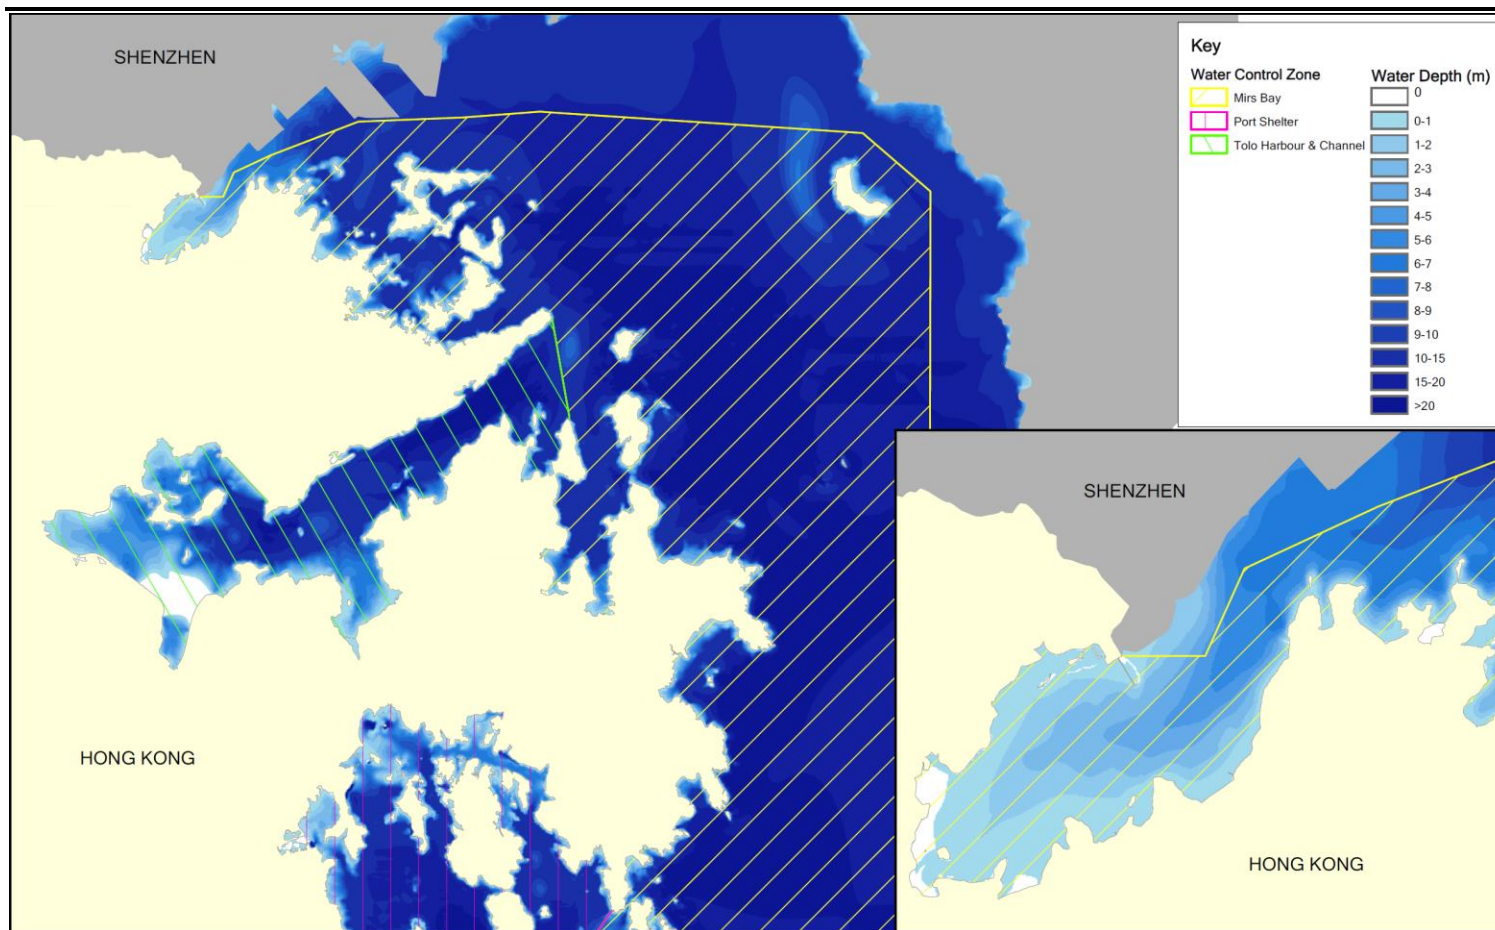 SHENZHEN
Key
Water Control Zone
Mirs Bay
Port Shelter
Tolo Harbour & Channel
Water Depth (m)
0
0-1
1-2
2-3
3-4
4-5
5-6
6-7
7-8
8-9
9-10
10-15
15-20
>20
HONG KONG
SHENZHEN
HONG KONG